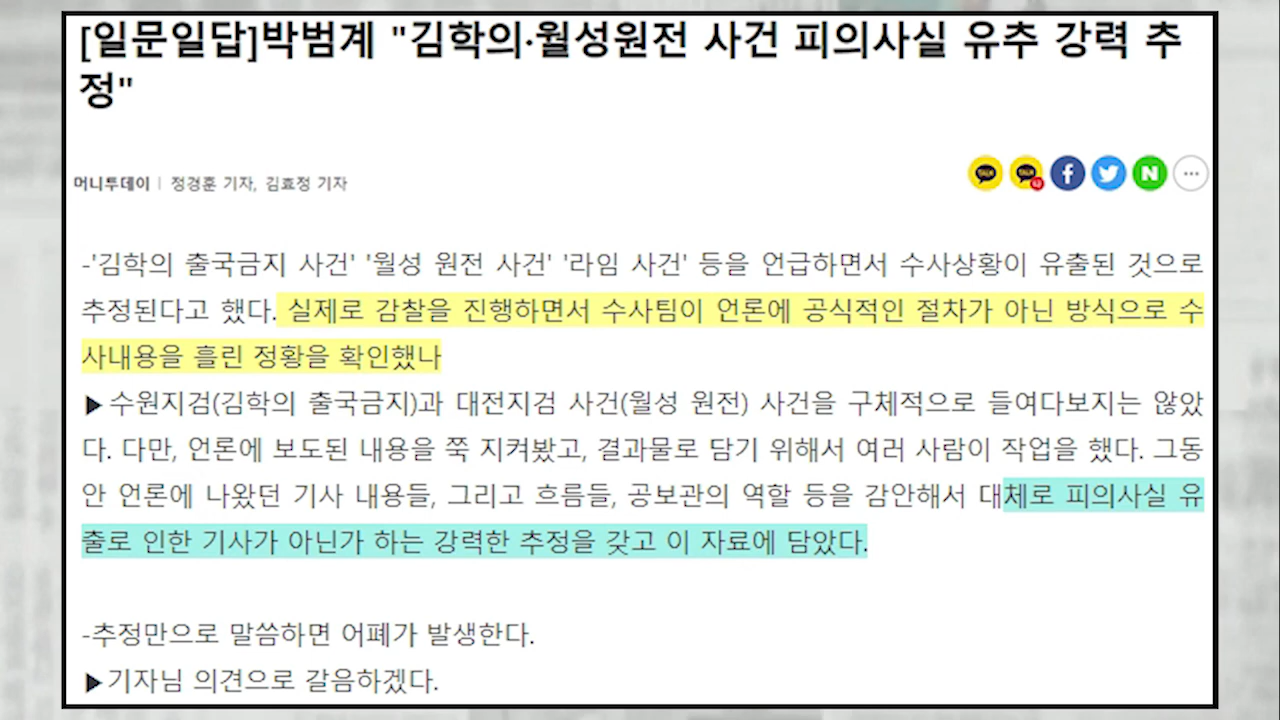 [일문일답]박범계 "김학의·월성원전 사건 피의사실 유추 강력 추
정"
머니투데이 | 정경훈 기자, 김효정 기자
-'김학의 출국금지 사건' '월성 원전 사건' '라임 사건' 등을 언급하면서 수사상황이 유출된 것으로
추정된다고 했다. 실제로 감찰을 진행하면서 수사팀이 언론에 공식적인 절차가 아닌 방식으로 수
사내용을 흘린 정황을 확인했나
▶수원지검(김학의 출국금지)과 대전지검 사건(월성 원전) 사건을 구체적으로 들여다보지는 않았
다. 다만, 언론에 보도된 내용을 쭉 지켜봤고, 결과물로 담기 위해서 여러 사람이 작업을 했다. 그동
안 언론에 나왔던 기사 내용들, 그리고 흐름들, 공보관의 역할 등을 감안해서 대체로 피의사실 유
출로 인한 기사가 아닌가 하는 강력한 추정을 갖고 이 자료에 담았다.
-추정만으로 말씀하면 어폐가 발생한다.
▶기자님 의견으로 갈음하겠다.